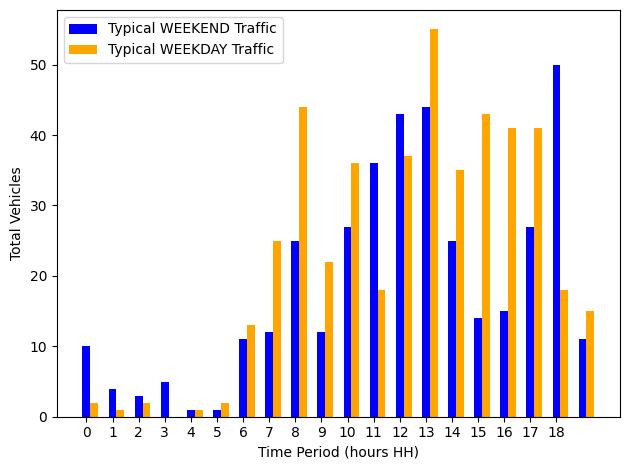 Typical WEEKEND Traffic
Typical WEEKDAY Traffic
Total Vehicles
50
40
30
20
10
0
0 1 2 3 4 5 6 7 8 9 10 11 12 13 14 15 16 17 18
Time Period (hours HH)